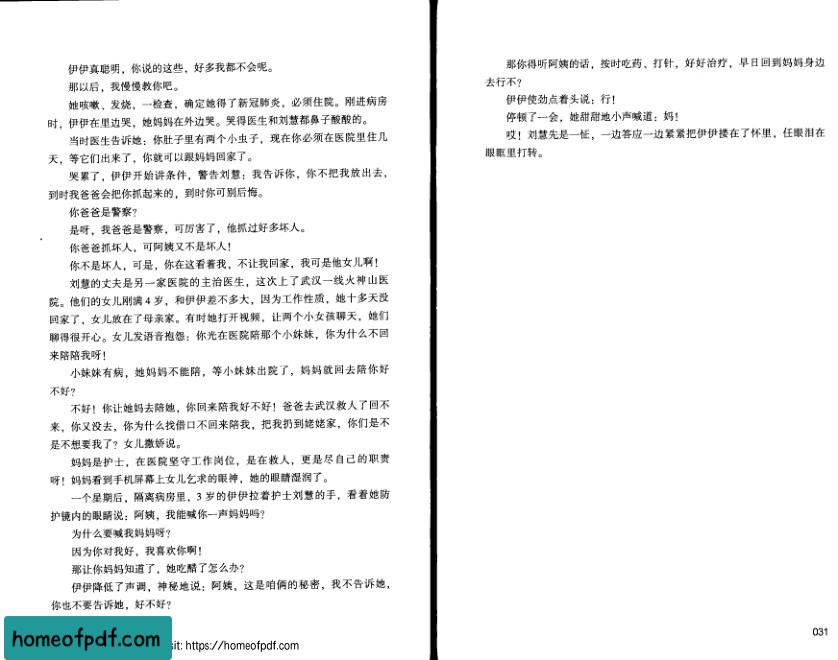 伊伊真聪明，你说的这些，好多我都不会呢。
那以后，我慢慢教你吧。
她咳嗽、发烧，一检查，确定她得了新冠肺炎，必须住院。刚进病房
时，伊伊在里边哭，她妈妈在外边哭。哭得医生和刘慧都鼻子酸酸的。
当时医生告诉她：你肚子里有两个小虫子，现在你必须在医院里住几
天，等它们出来了，你就可以跟妈妈回家了。
哭累了，伊伊开始讲条件，警告刘慧：我告诉你，你不把我放出去，
到时我爸爸会把你抓起来的，到时你可别后悔。
你爸爸是警察？
是呀，我爸爸是警察，可厉害了，他抓过好多坏人。
你爸爸抓坏人，可阿姨又不是坏人！
你不是坏人，可是，你在这看着我，不让我回家，我可是他女儿啊！
刘慧的丈夫是另一家医院的主治医生，这次上了武汉一线火神山医
院。他们的女儿刚满 4 岁，和伊伊差不多大，因为工作性质，她十多天没
回家了，女儿放在了母亲家。有时她打开视频，让两个小女孩聊天，她们
聊得很开心。女儿发语音抱怨：你光在医院陪那个小妹妹，你为什么不回
来陪陪我呀！
小妹妹有病，她妈妈不能陪，等小妹妹出院了，妈妈就回去陪你好
不好？
不好！你让她妈去陪她，你回来陪我好不好！爸爸去武汉救人了回不
来，你又没去，你为什么找借口不回来陪我，把我扔到姥姥家，你们是不
是不想要我了？女儿撒娇说。
妈妈是护士，在医院坚守工作岗位，是在救人，更是尽自己的职责
呀！妈妈看到手机屏幕上女儿乞求的眼神，她的眼睛湿润了。
一个星期后，隔离病房里，3 岁的伊伊拉着护士刘慧的手，看着她防
护镜内的眼睛说：阿姨，我能喊你一声妈妈吗？
为什么要喊我妈妈呀？
因为你对我好，我喜欢你啊！
那让你妈妈知道了，她吃醋了怎么办？
伊伊降低了声调，神秘地说：阿姨，这是咱俩的秘密，我不告诉她，
你也不要告诉她，好不好？
homeofpdf.com
sit: https://homeofpdf.com
那你得听阿姨的话，按时吃药、打针，好好治疗，早日回到妈妈身边
去行不？
伊伊使劲点着头说：行！
停顿了一会，她甜甜地小声喊道：妈！
哎！刘慧先是一怔，一边答应一边紧紧把伊伊搂在了怀里，任眼泪在
眼眶里打转。
031